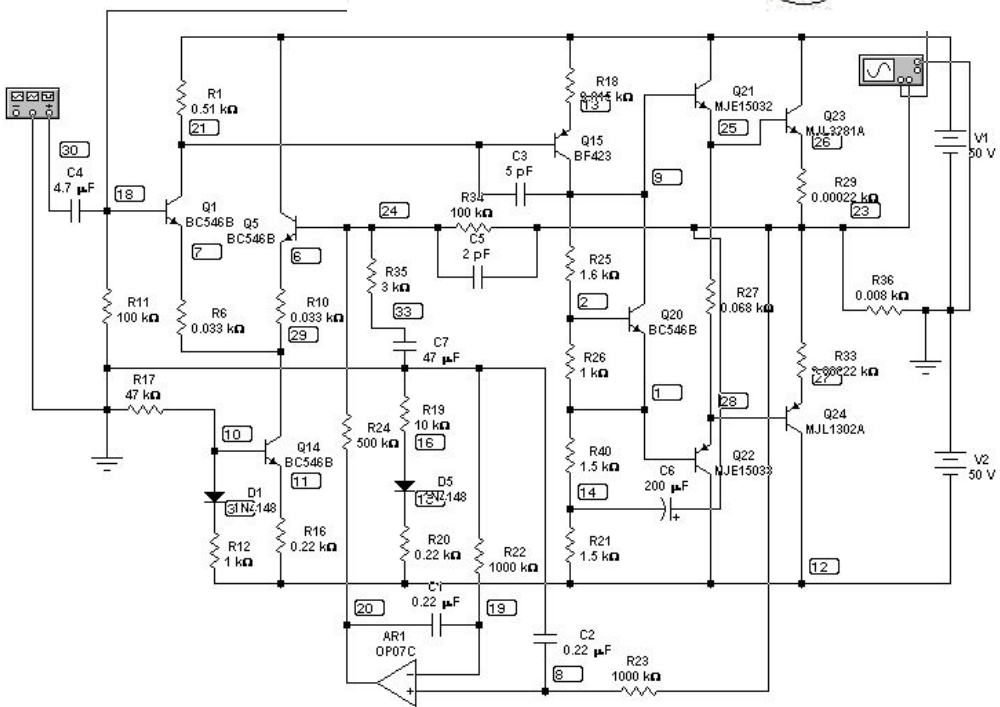 R1
0.51 kΩ
21
30
C4
4.7 µF
18
Q1
BC546B
7
Q5
BC546B
6
R11
100 kΩ
R6
0.033 kΩ
R10
0.033 kΩ
29
R17
47 kΩ
10
Q14
BC546B
11
D1
1N4148
R12
1 kΩ
R16
0.22 kΩ
24
R35
3 kΩ
33
C7
47 µF
R24
500 kΩ
R19
10 kΩ
16
D5
R20
0.22 kΩ
R22
1000 kΩ
C1
0.22 µF
20
19
AR1
OP07C
C2
0.22 µF
8
R23
1000 kΩ
R18
13
Q15
BF423
C3
5 pF
R34
100 kΩ
C5
2 pF
9
R25
1.6 kΩ
2
Q20
BC546B
R26
1 kΩ
1
R40
1.5 kΩ
14
C6
200 µF
R21
1.5 kΩ
Q21
MJE15032
25
Q23
MJL3281A
26
R29
0.00022 kΩ
23
R27
0.068 kΩ
R36
0.008 kΩ
R33
27
28
Q24
MJL1302A
Q22
MJE15033
12
V1
50 V
V2
50 V